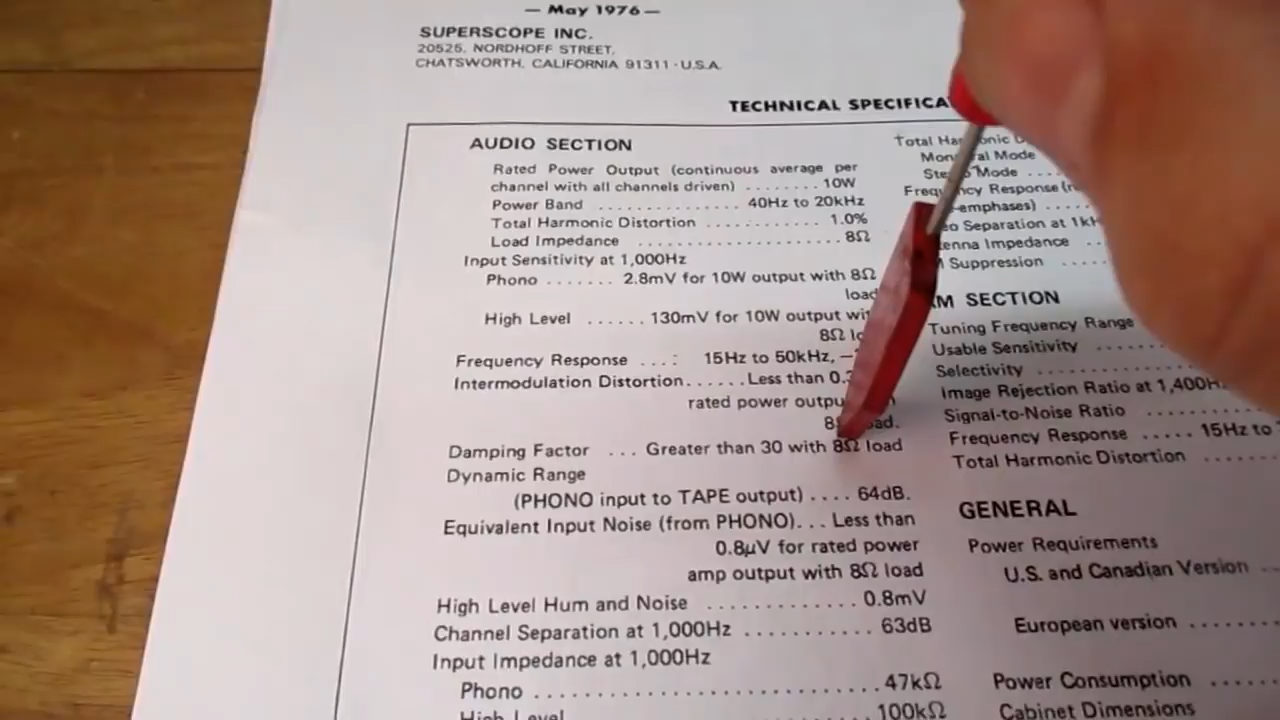 — May 1976 —
SUPERSCOPE INC.
20525, NORDHOFF STREET,
CHATSWORTH, CALIFORNIA 91311 · U.S.A.
TECHNICAL
AUDIO SECTION
Rated Power Output (continuous average per
channel with all channels driven) ........ 10W
Power Band ............... 40Hz to 20kHz
Total Harmonic Distortion ............ 1.0%
Load Impedance ..................... 8Ω
Input Sensitivity at 1,000Hz
Phono ....... 2.8mV for 10W output with 8Ω
load
High Level ...... 130mV for 10W output
8Ω
Frequency Response ...: 15Hz to 50kHz,
Intermodulation Distortion...... Less than
rated power
Damping Factor ... Greater than 30 with 8Ω load
Dynamic Range
(PHONO input to TAPE output) .... 64dB.
Equivalent Input Noise (from PHONO)... Less than
0.8µV for rated power
amp output with 8Ω load
High Level Hum and Noise ............ 0.8mV
Channel Separation at 1,000Hz .......... 63dB
Input Impedance at 1,000Hz
Phono ......................... 47kΩ
High Level 100kΩ
Total
Mode
Mode ....
Response
Separation at
Impedance ..
Suppression ....
SECTION
Tuning Frequency Range
Usable Sensitivity ......
Selectivity ..........
Image Rejection Ratio at
Signal-to-Noise Ratio ........
Frequency Response ..... 15Hz to
Total Harmonic Distortion .......
GENERAL
Power Requirements
U.S. and Canadian Version ..
European version ........
Power Consumption ......
Cabinet Dimensions